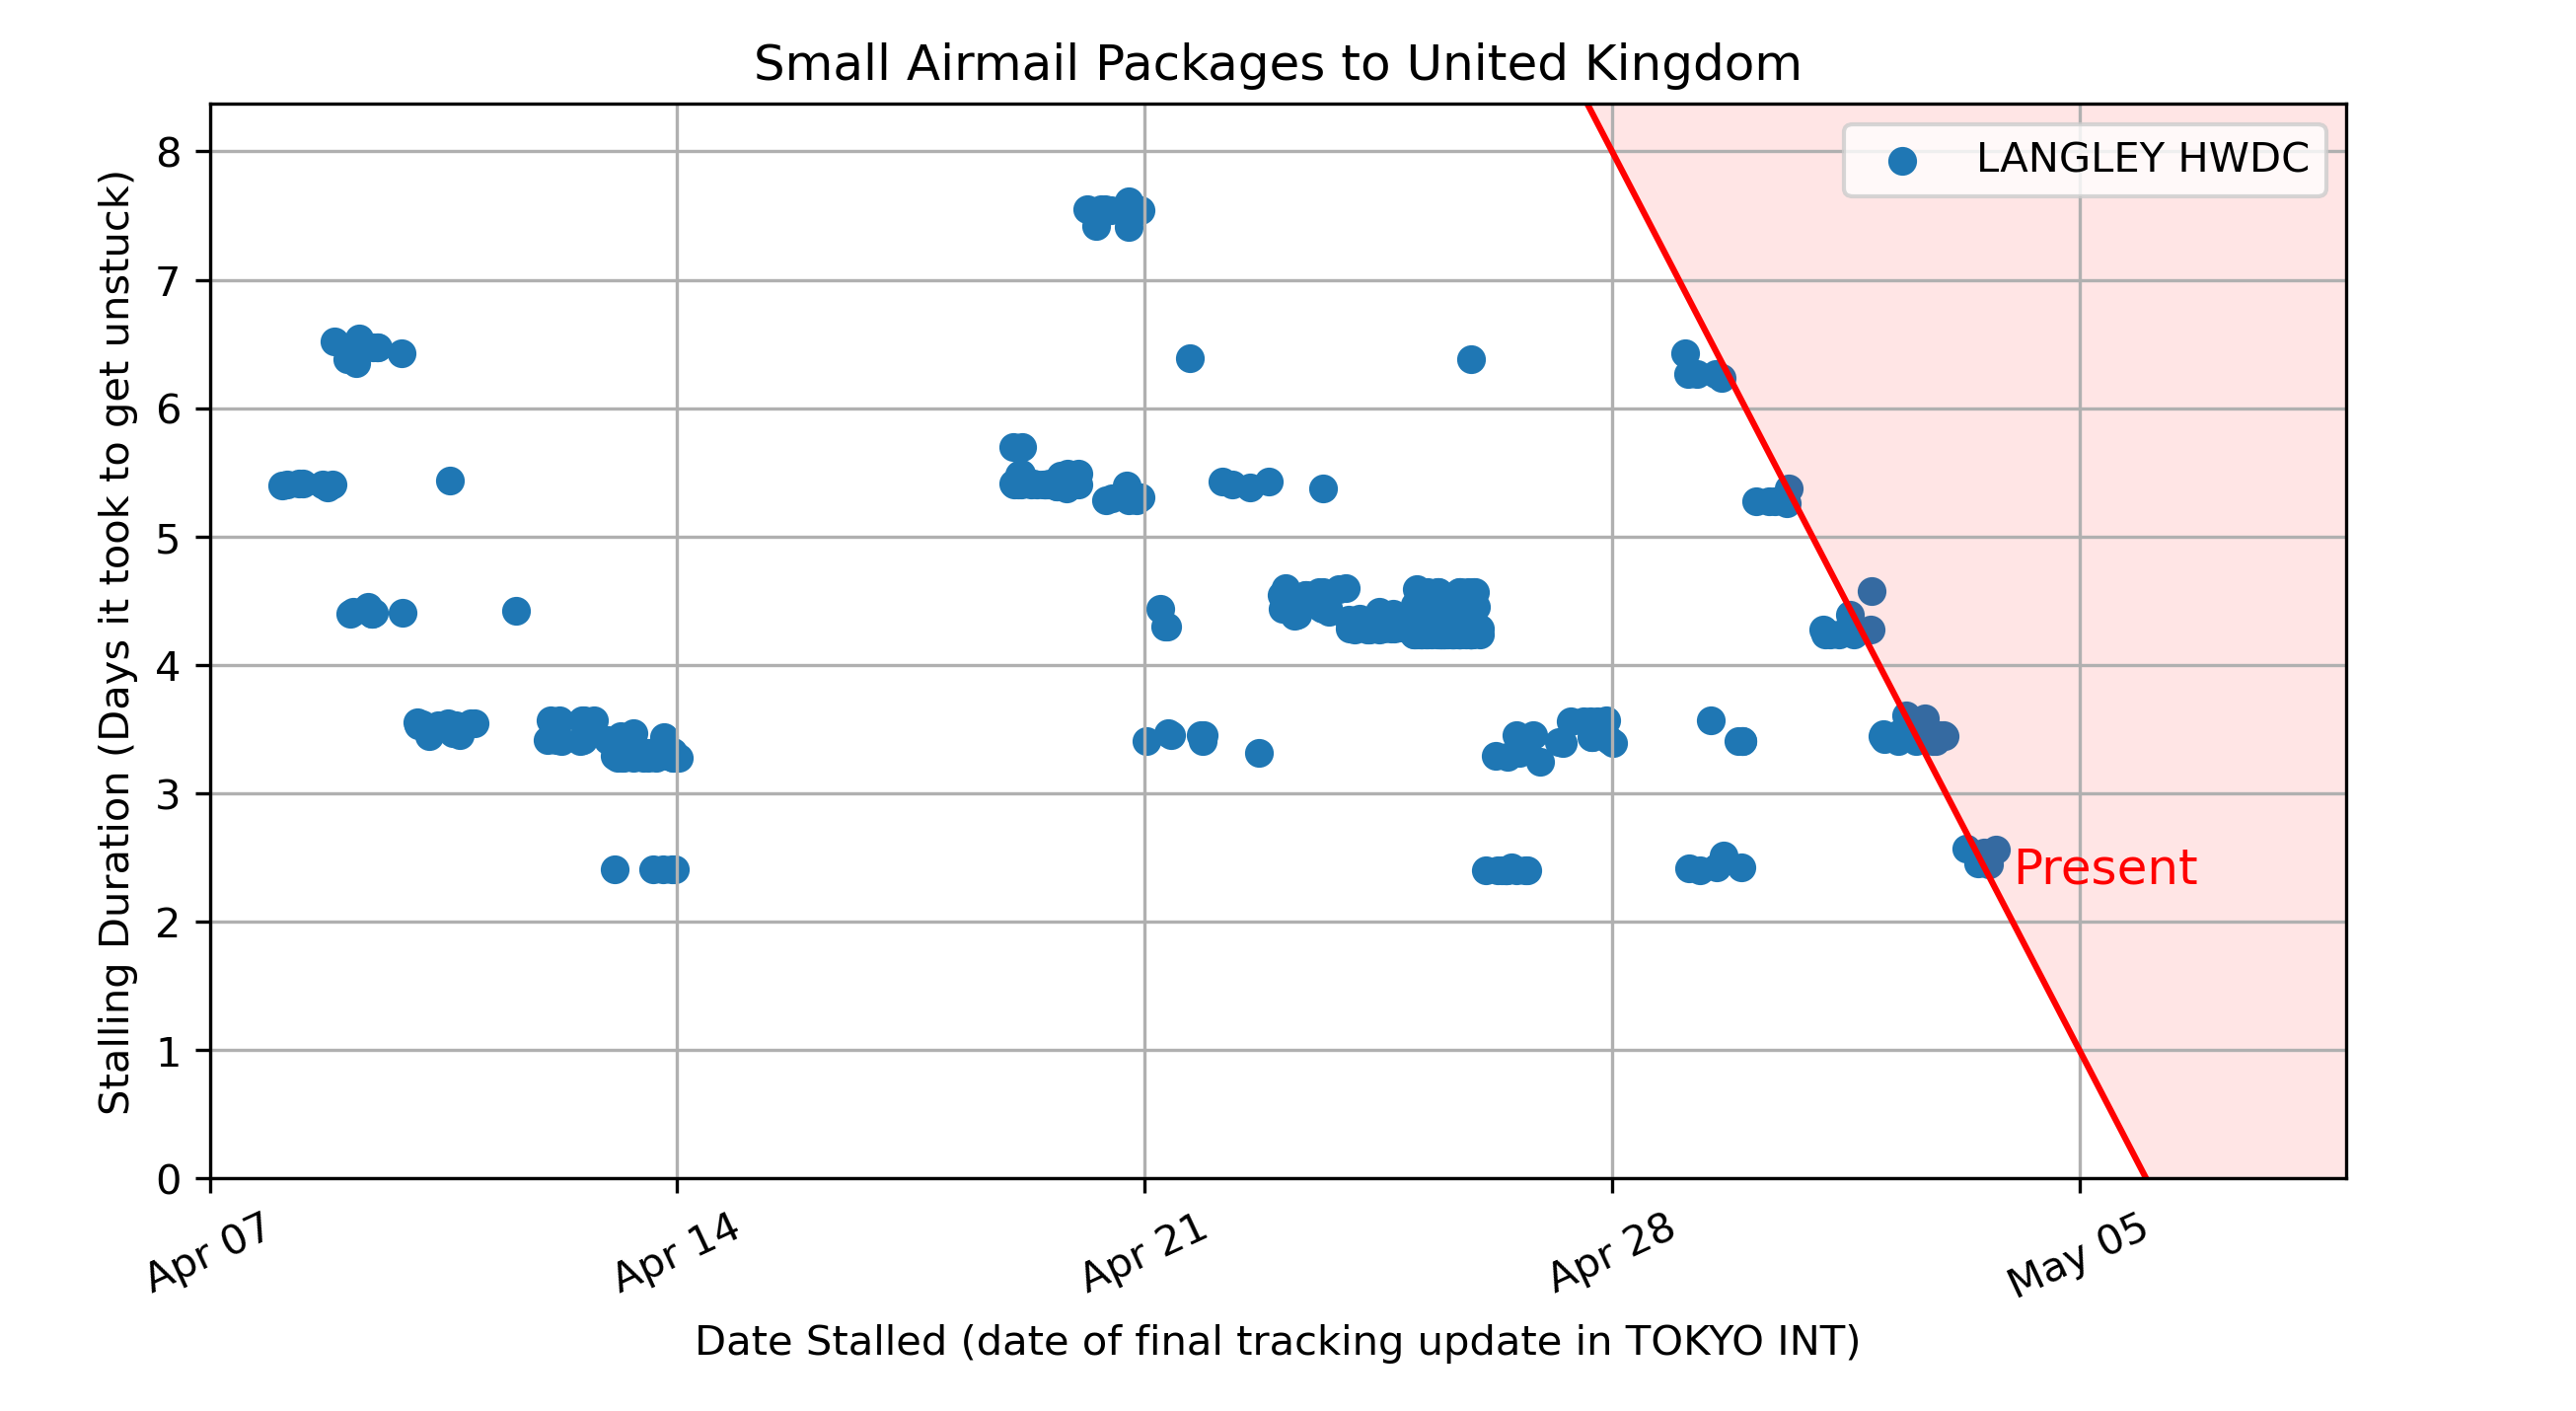 Small Airmail Packages to United Kingdom
LANGLEY HWDC
Stalling Duration (Days it took to get unstuck)
8
7
6
5
4
3
2
1
0
Present
Apr 07
Apr 14
Apr 21
Apr 28
May 05
Date Stalled (date of final tracking update in TOKYO INT)